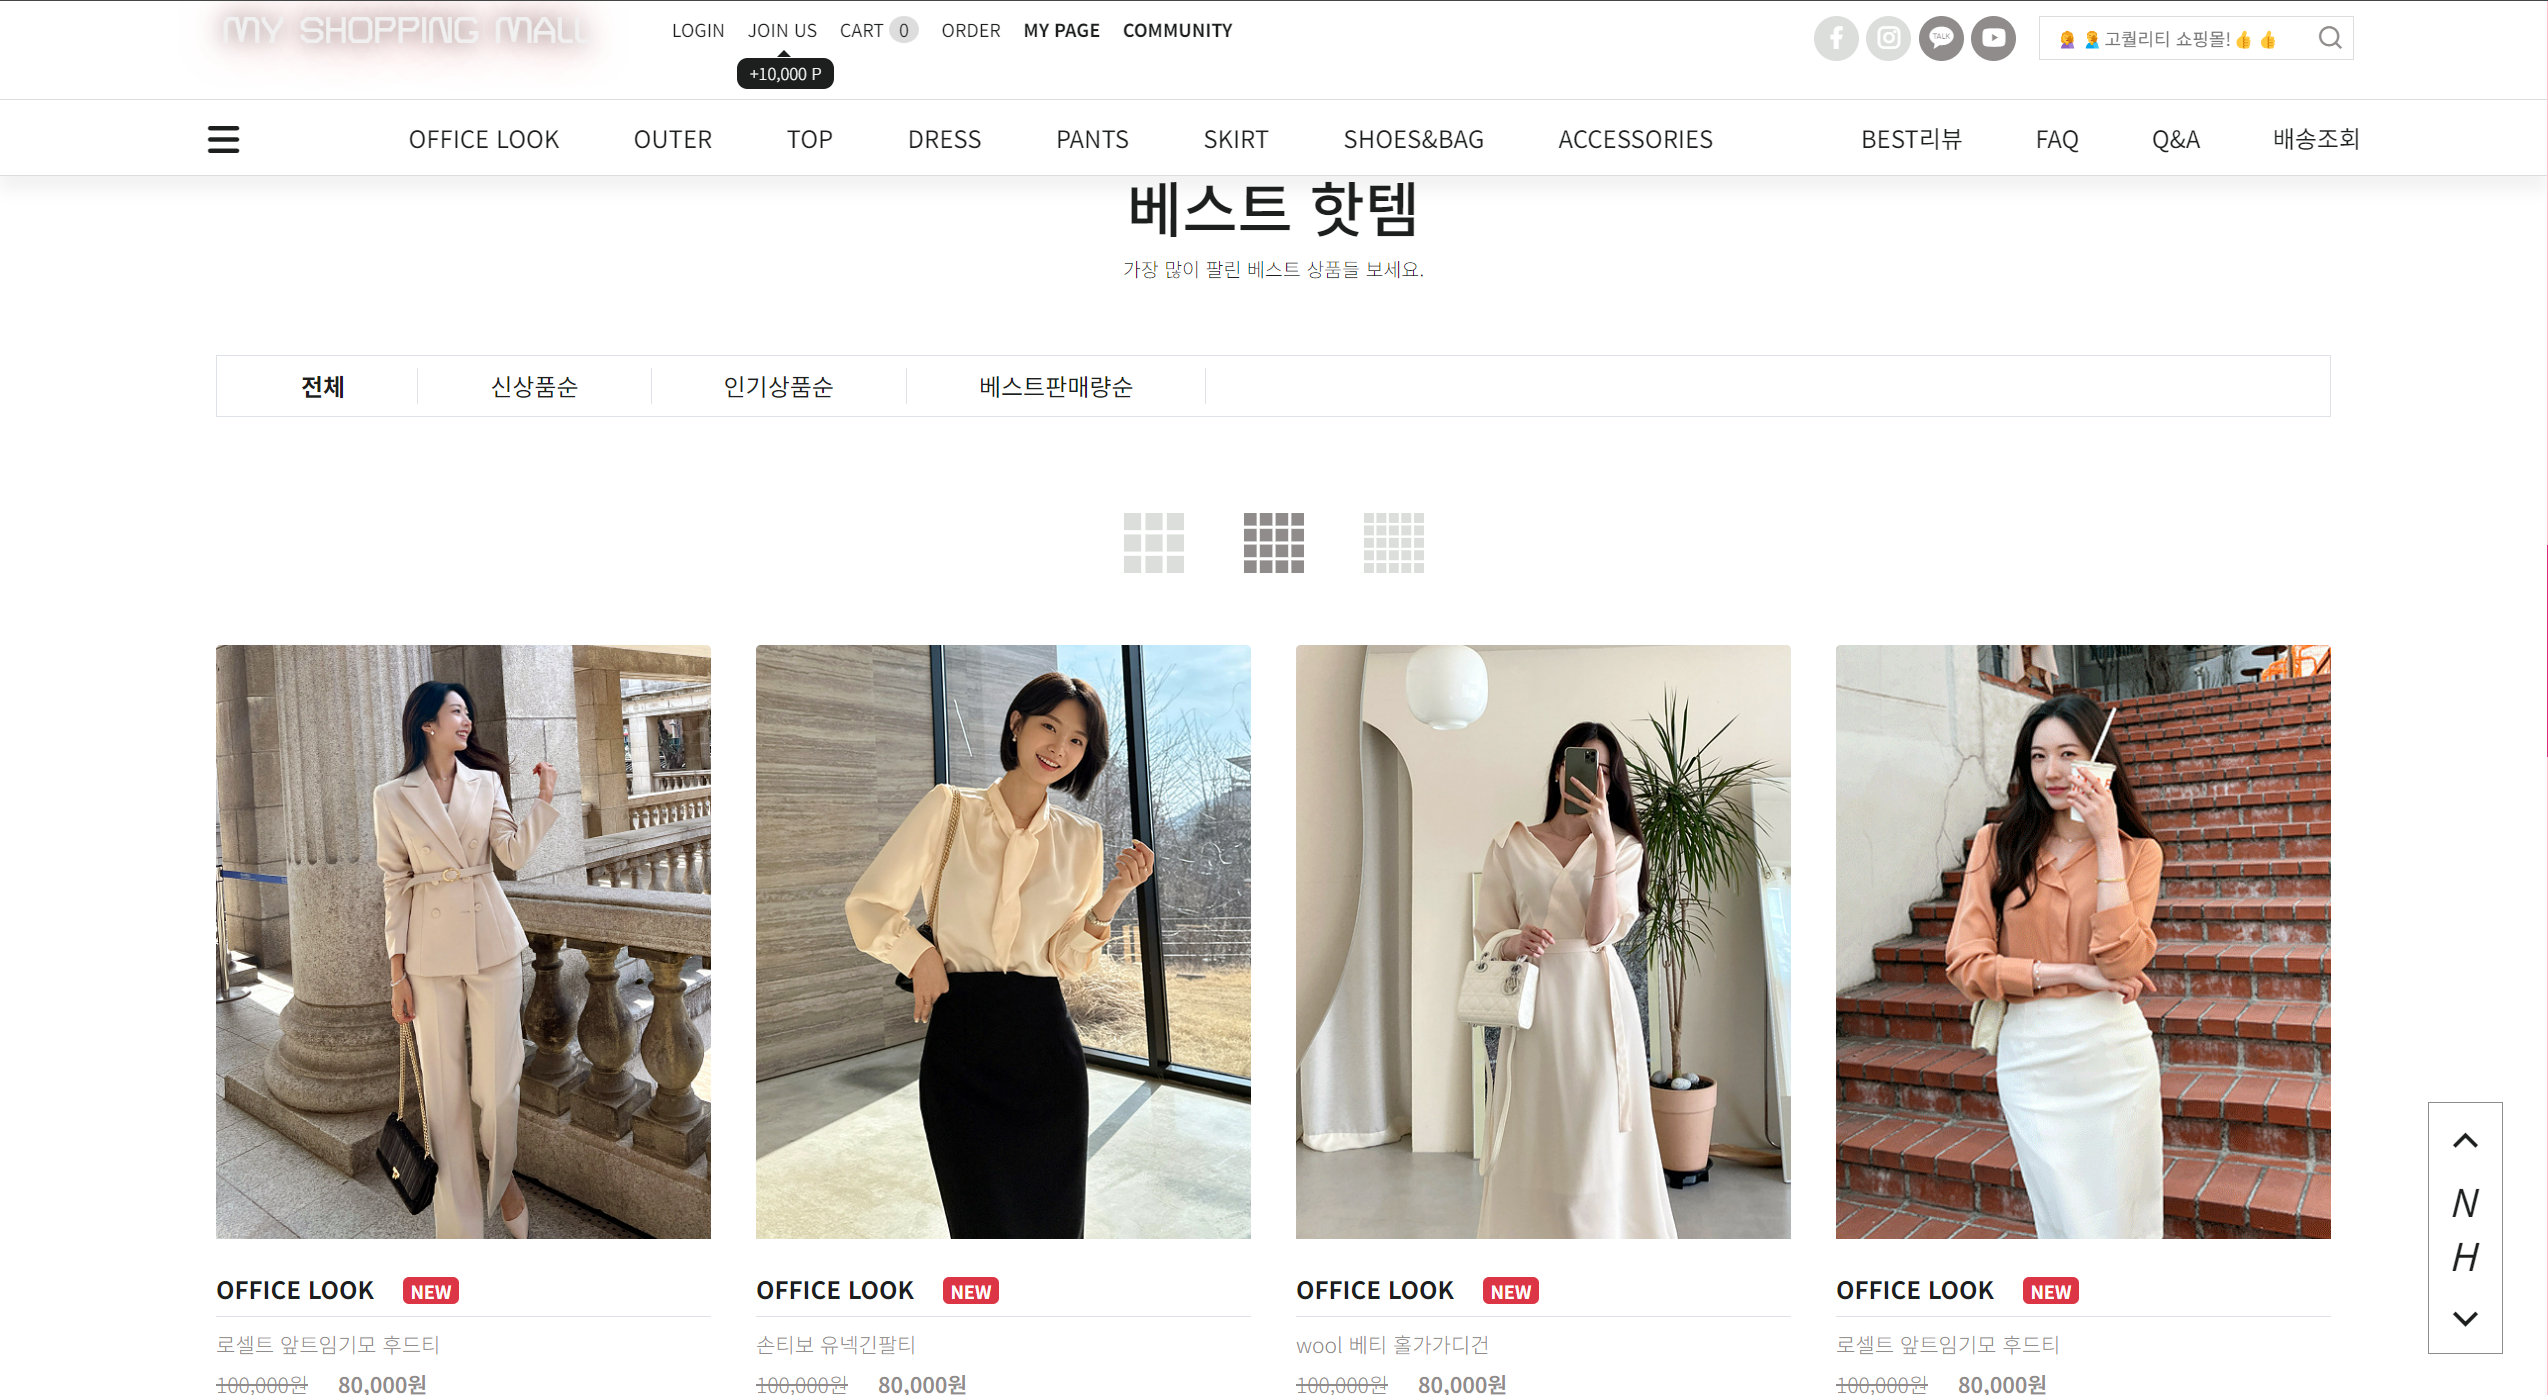 MY SHOPPING MALL
LOGIN JOIN US CART 0 ORDER MY PAGE COMMUNITY
TALK
고퀄리티 쇼핑몰!
+10,000 P
OFFICE LOOK OUTER TOP DRESS PANTS SKIRT SHOES&BAG ACCESSORIES BEST리뷰 FAQ Q&A 배송조회
베스트 핫템
가장 많이 팔린 베스트 상품들 보세요.
전체 신상품순 인기상품순 베스트판매량순
N
H
OFFICE LOOK NEW OFFICE LOOK NEW OFFICE LOOK NEW OFFICE LOOK NEW
로셀트 앞트임기모 후드티 손티보 유넥긴팔티 wool 베티 홀가가디건 로셀트 앞트임기모 후드티
100,000원 80,000원 100,000원 80,000원 100,000원 80,000원 100,000원 80,000원